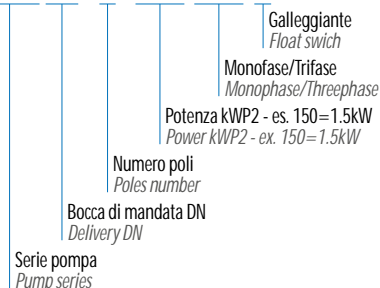 Galleggiante
Float swich
Monofase/Trifase
Monophase/Threephase
Potenza kWP2 - es. 150=1.5kW
Power kWP2 - ex. 150=1.5kW
Numero poli
Poles number
Bocca di mandata DN
Delivery DN
Serie pompa
Pump series